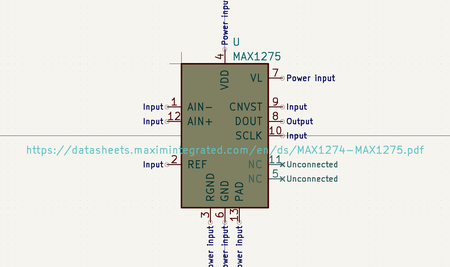 Power input
4
U
MAX1275
VDD
VL 7 Power input
Input 1 AIN−
CNVST 9 Input
Input 12 AIN+
DOUT 8 Output
SCLK 10 Input
https://datasheets.maximintegrated.com/en/ds/MAX1274-MAX1275.pdf
Input 2 REF
NC 11 Unconnected
NC 5 Unconnected
RGND GND PAD
3 6 13
Power input Power input Power input